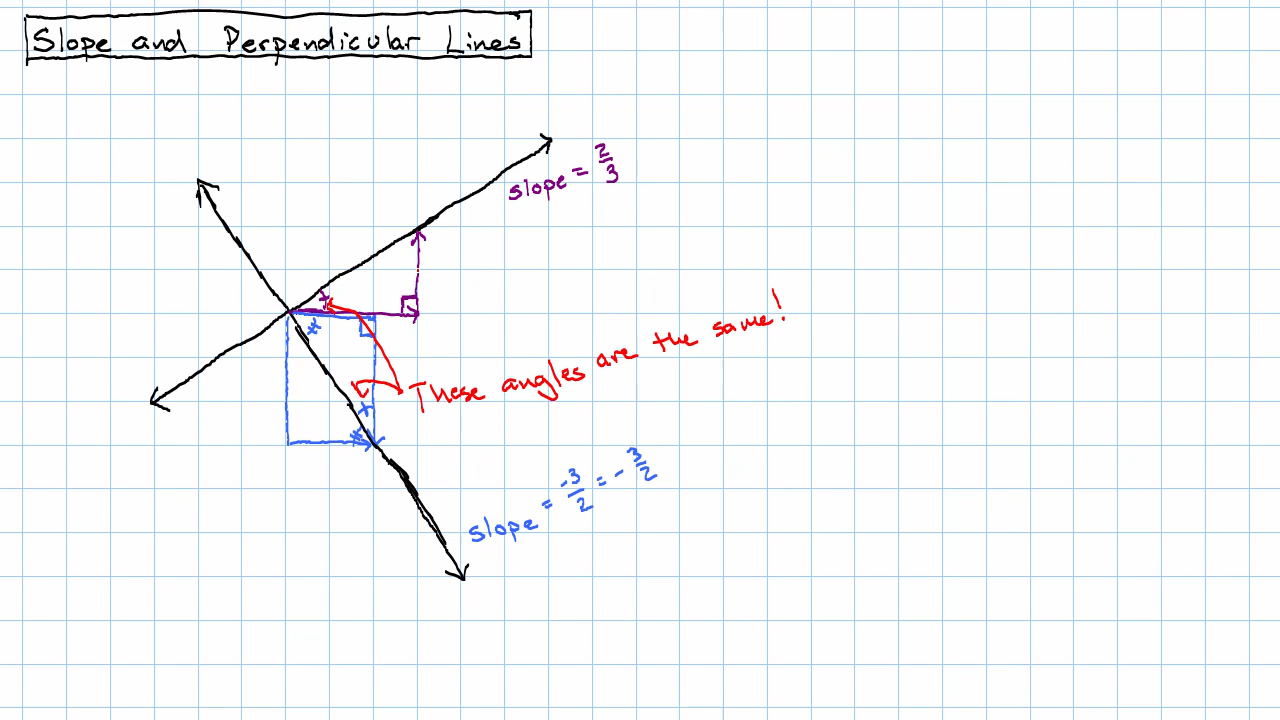 Slope and Perpendicular Lines
slope = 2/3
These angles are the same!
slope = -3/2 = - 3/2